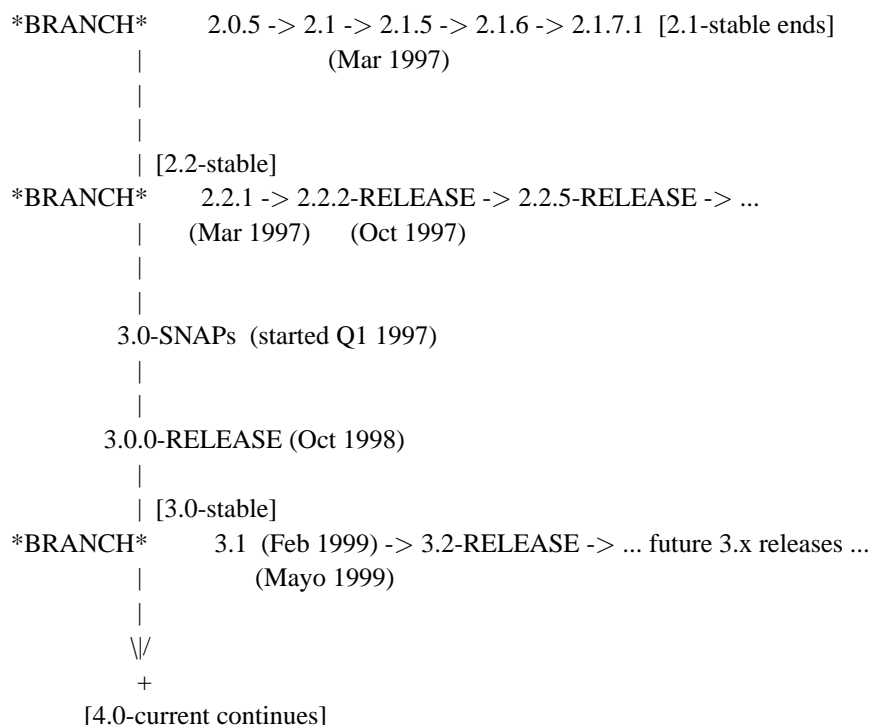 *BRANCH* 2.0.5 -> 2.1 -> 2.1.5 -> 2.1.6 -> 2.1.7.1 [2.1-stable ends]
| (Mar 1997)
|
|
| [2.2-stable]
*BRANCH* 2.2.1 -> 2.2.2-RELEASE -> 2.2.5-RELEASE -> ...
| (Mar 1997) (Oct 1997)
|
|
3.0-SNAPs (started Q1 1997)
|
|
3.0.0-RELEASE (Oct 1998)
|
| [3.0-stable]
*BRANCH* 3.1 (Feb 1999) -> 3.2-RELEASE -> ... future 3.x releases ...
| (Mayo 1999)
|
\|/
+
[4.0-current continues]